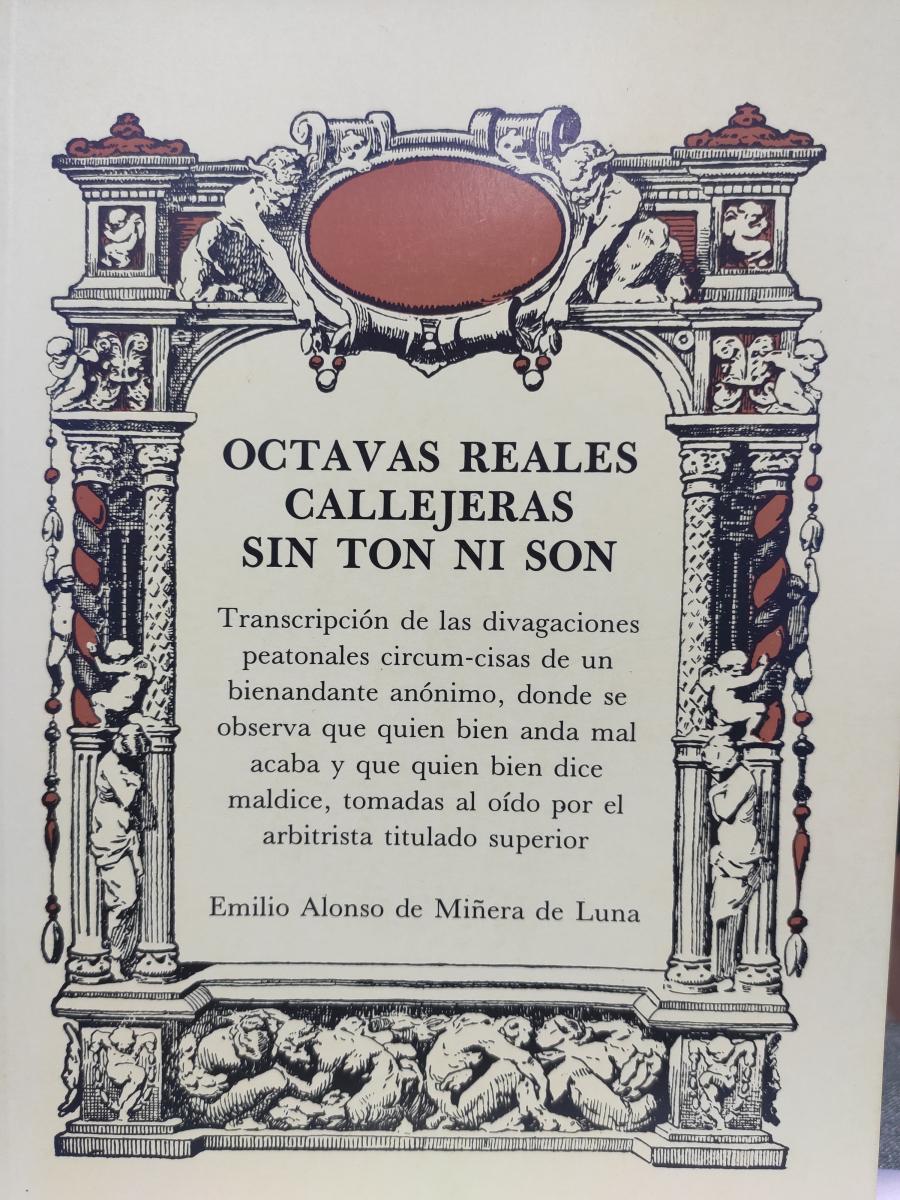 OCTAVAS REALES
CALLEJERAS
SIN TON NI SON
Transcripción de las divagaciones
peatonales circum-cisas de un
bienandante anónimo, donde se
observa que quien bien anda mal
acaba y que quien bien dice
maldice, tomadas al oído por el
arbitrista titulado superior
Emilio Alonso de Miñera de Luna